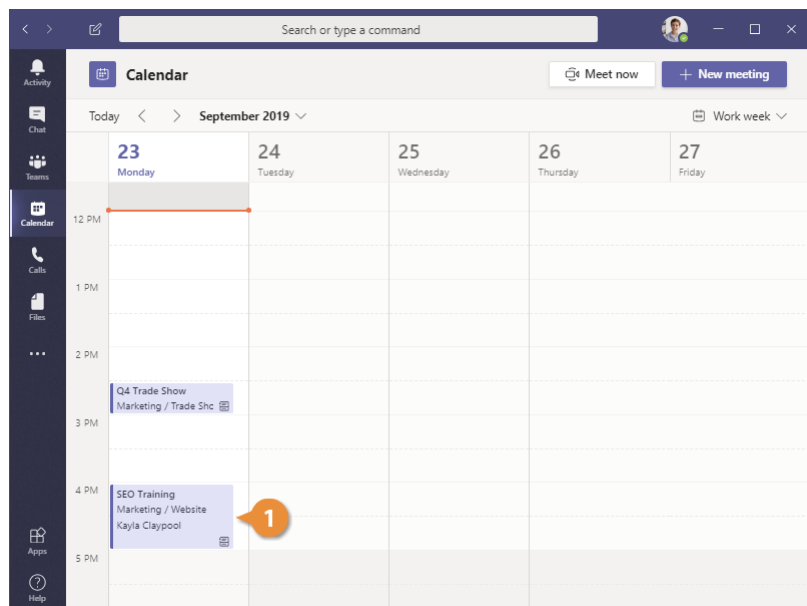 Search or type a command
Activity
Chat
Teams
Calendar
Calls
Files
Apps
Help
Calendar
Meet now
New meeting
Today
September 2019
Work week
23
Monday
24
Tuesday
25
Wednesday
26
Thursday
27
Friday
12 PM
1 PM
2 PM
Q4 Trade Show
Marketing / Trade Shc
3 PM
4 PM
SEO Training
Marketing / Website
Kayla Claypool
1
5 PM